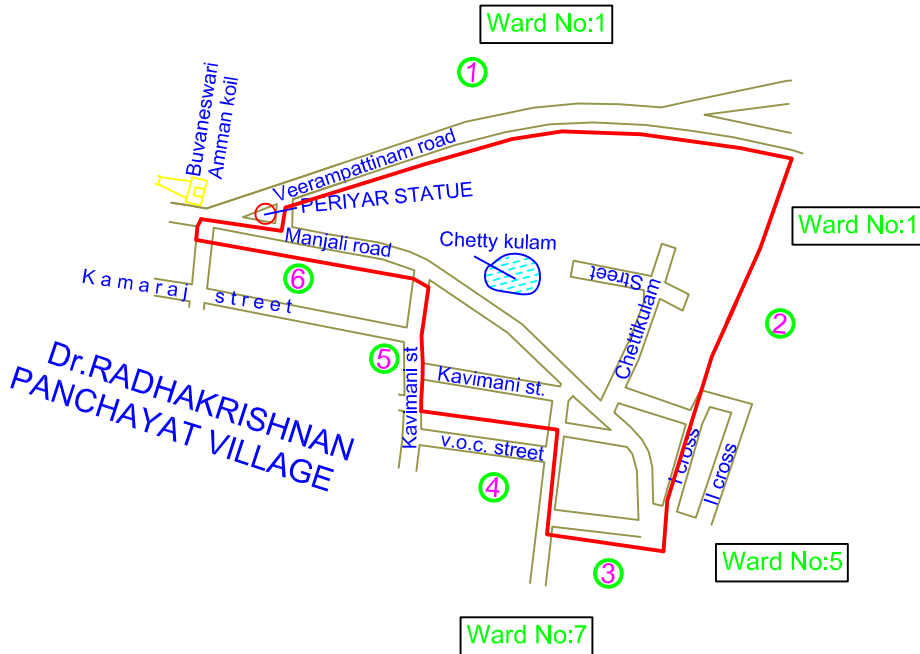 Ward No:1
1
Buvaneswari
Amman koil
Veerampattinam road
PERIYAR STATUE
Ward No:1
Manjali road
Chetty kulam
6
Street
Kamaraj street
2
Chettikulam
5
Dr.RADHAKRISHNAN
PANCHAYAT VILLAGE
Kavimani st
Kavimani st.
v.o.c. street
I cross
II cross
4
Ward No:5
3
Ward No:7